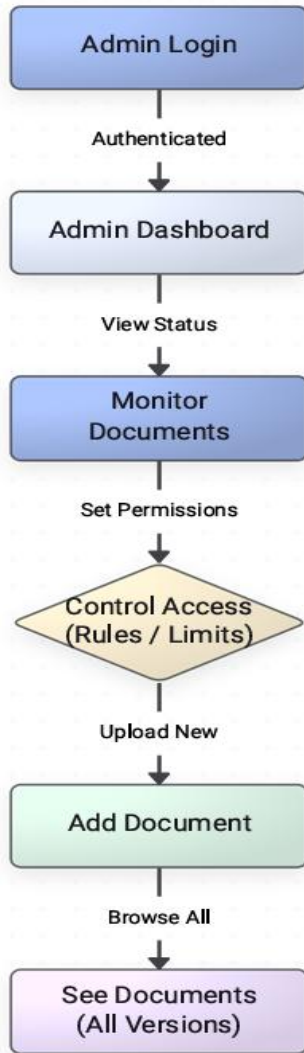 Admin Login
Authenticated
Admin Dashboard
View Status
Monitor
Documents
Set Permissions
Control Access
(Rules / Limits)
Upload New
Add Document
Browse All
See Documents
(All Versions)